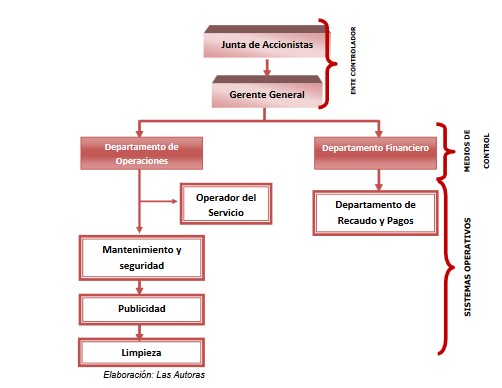 Junta de Accionistas
Gerente General
ENTE CONTROLADOR
Departamento de
Operaciones
Departamento Financiero
MEDIOS DE
CONTROL
Operador del
Servicio
Departamento de
Recaudo y Pagos
Mantenimiento y
seguridad
Publicidad
Limpieza
SISTEMAS OPERATIVOS
Elaboración: Las Autoras